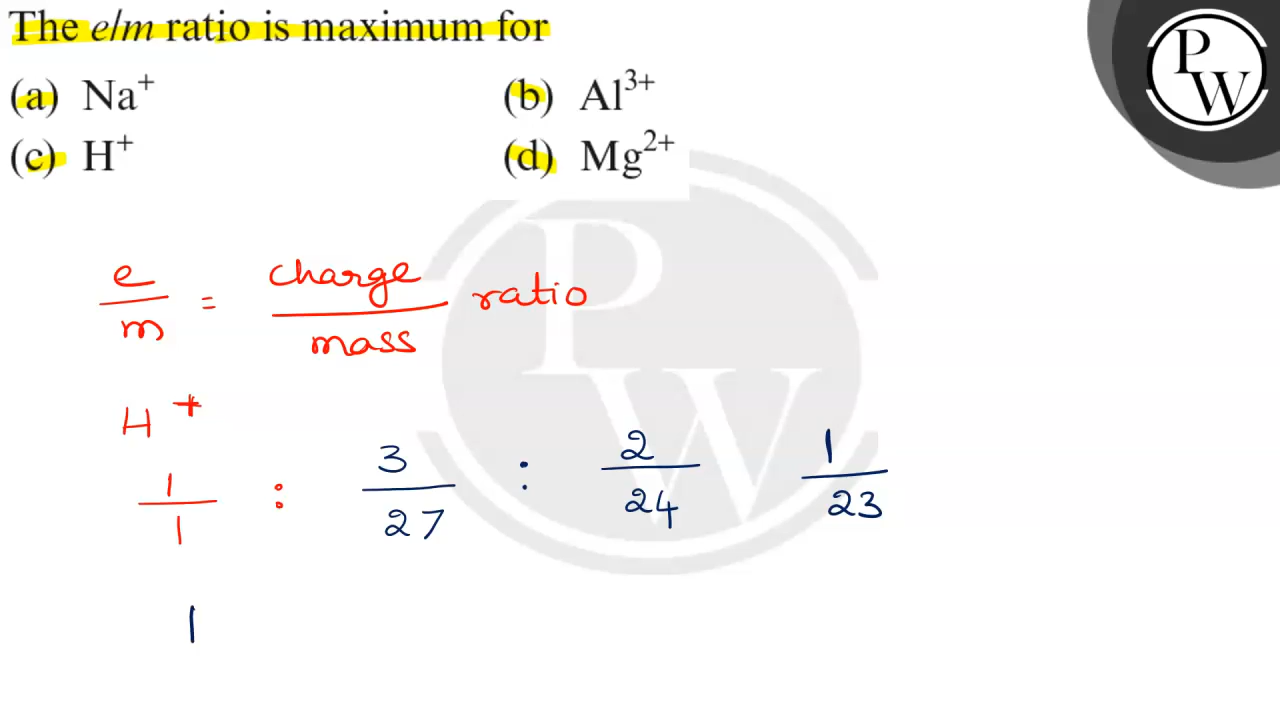 The e/m ratio is maximum for
(a) Na⁺ (b) Al³⁺
(c) H⁺ (d) Mg²⁺
P
W
e/m = charge/mass ratio
H⁺
1/1 : 3/27 : 2/24 1/23
1
P
W